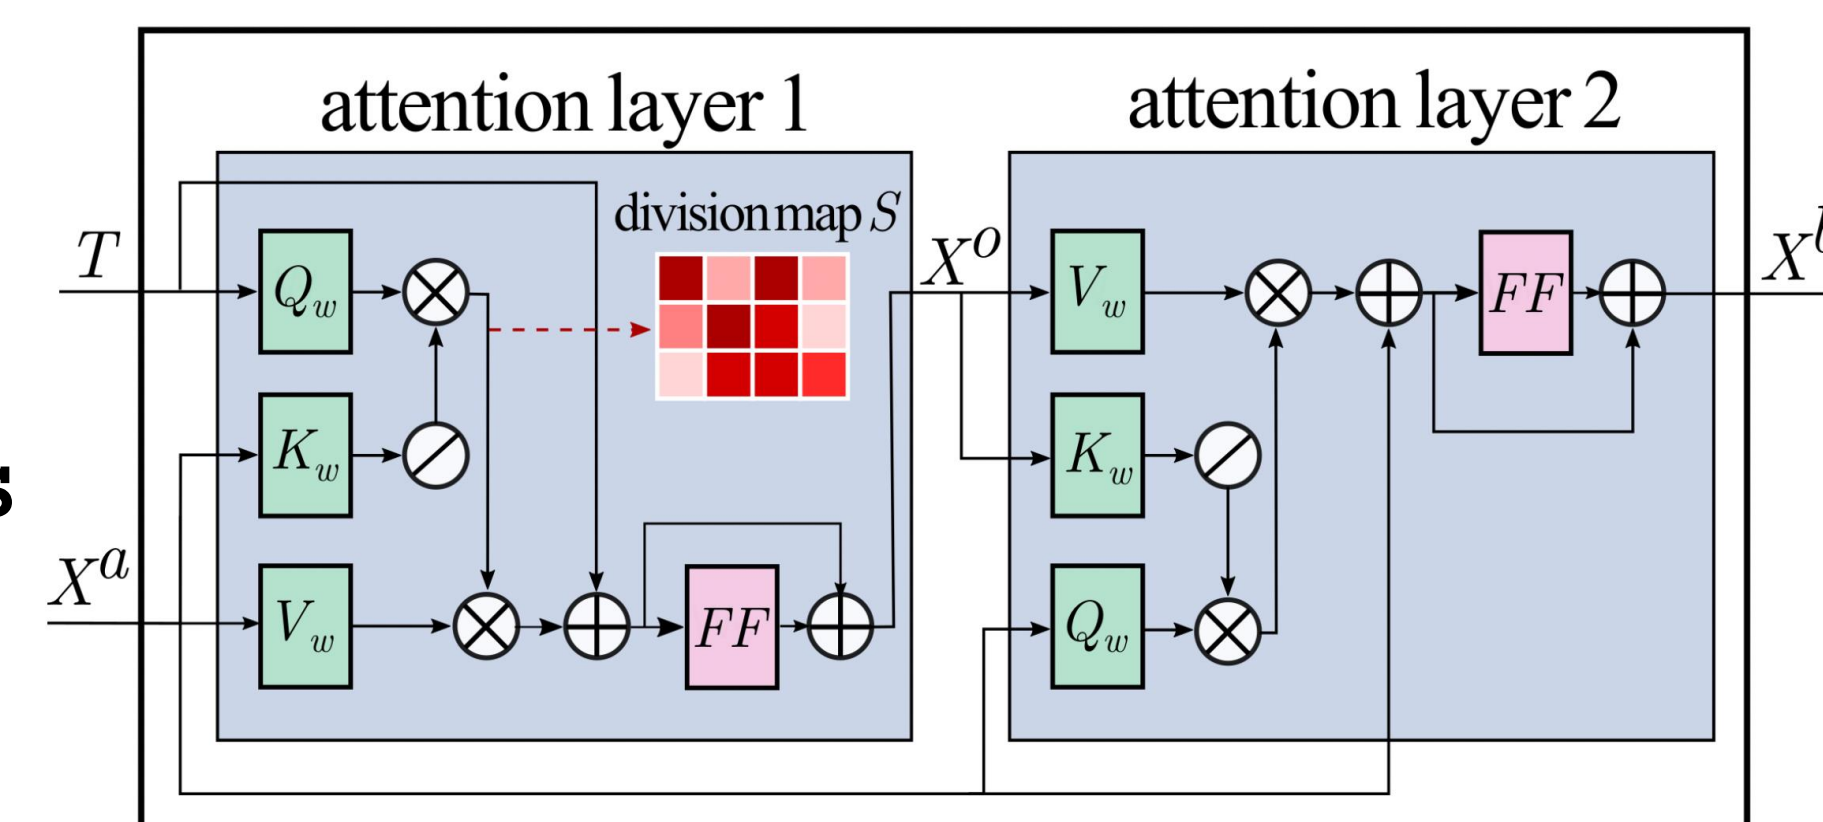 attention layer 1
attention layer 2
division map S
T
Q_w
K_w
X^a
V_w
FF
X^o
V_w
K_w
Q_w
FF
s